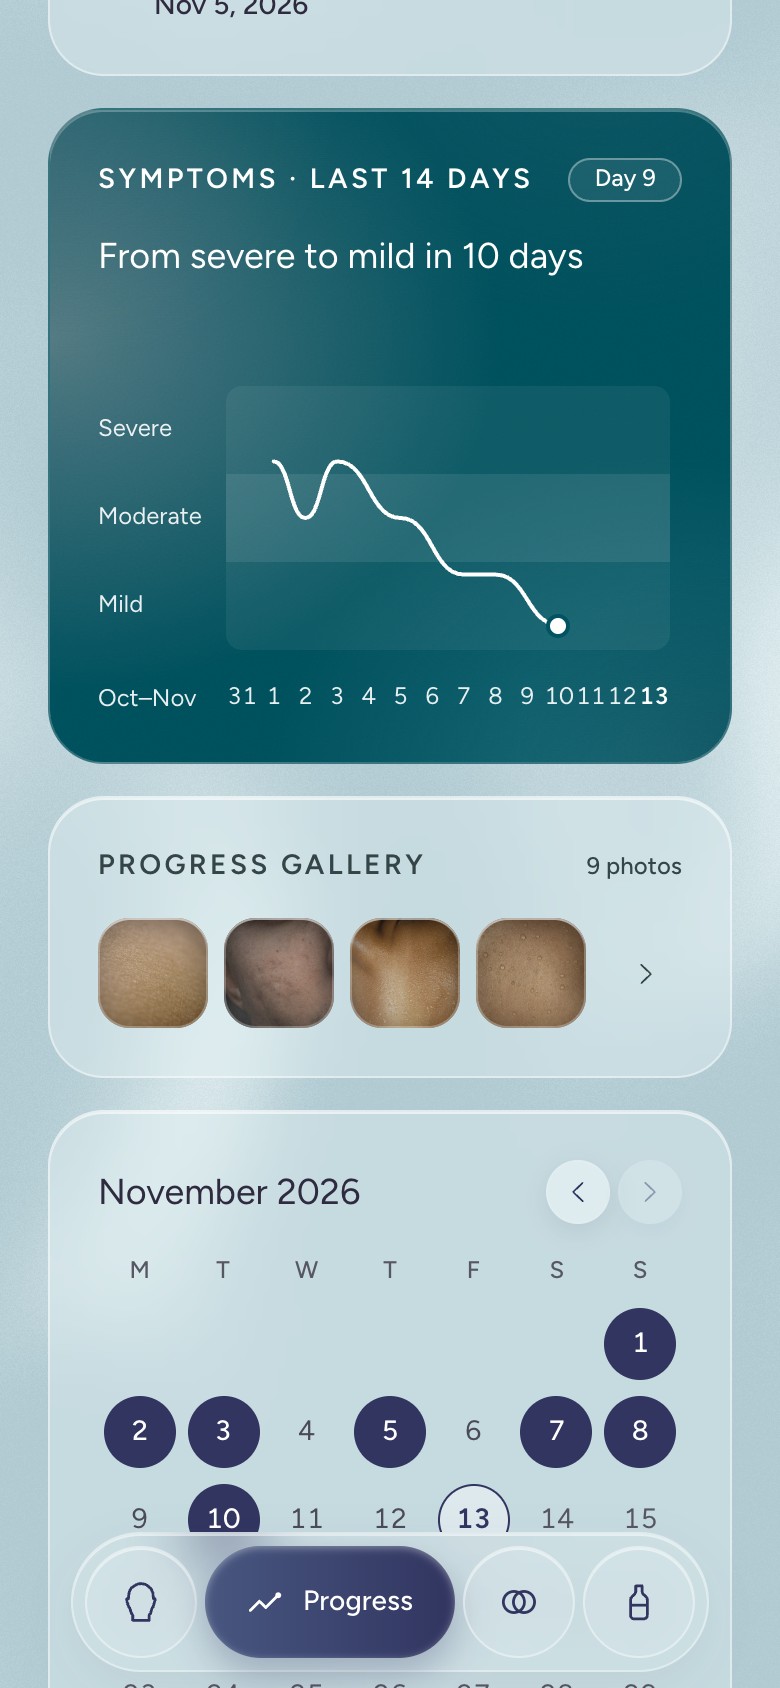 Nov 5, 2026
SYMPTOMS · LAST 14 DAYS
Day 9
From severe to mild in 10 days
Severe
Moderate
Mild
Oct–Nov 31 1 2 3 4 5 6 7 8 9 10 11 12 13
PROGRESS GALLERY
9 photos
November 2026
M T W T F S S
1
2 3 4 5 6 7 8
9 10 11 12 13 14 15
Progress